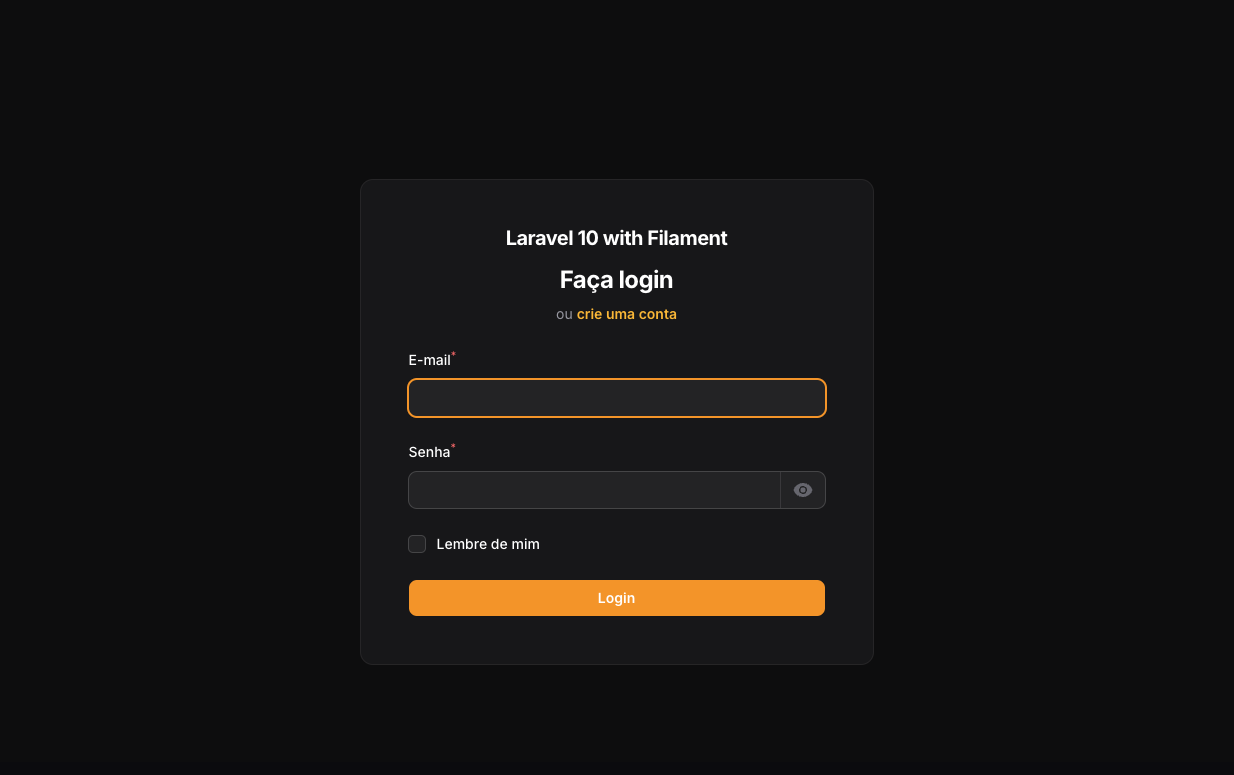 Laravel 10 with Filament
Faça login
ou crie uma conta
E-mail*
Senha*
Lembre de mim
Login